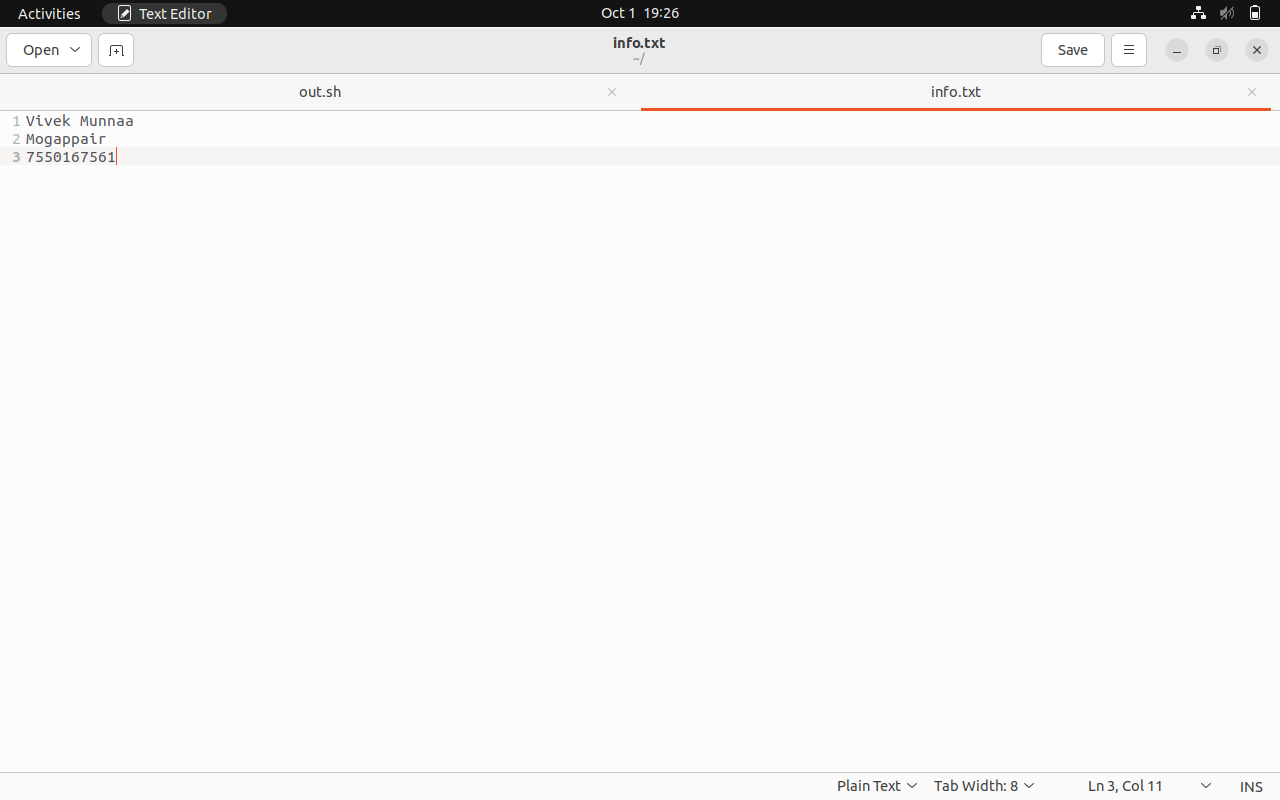 Activities Text Editor Oct 1 19:26
Open info.txt Save
~/
out.sh info.txt
1 Vivek Munnaa
2 Mogappair
3 7550167561
Plain Text Tab Width: 8 Ln 3, Col 11 INS